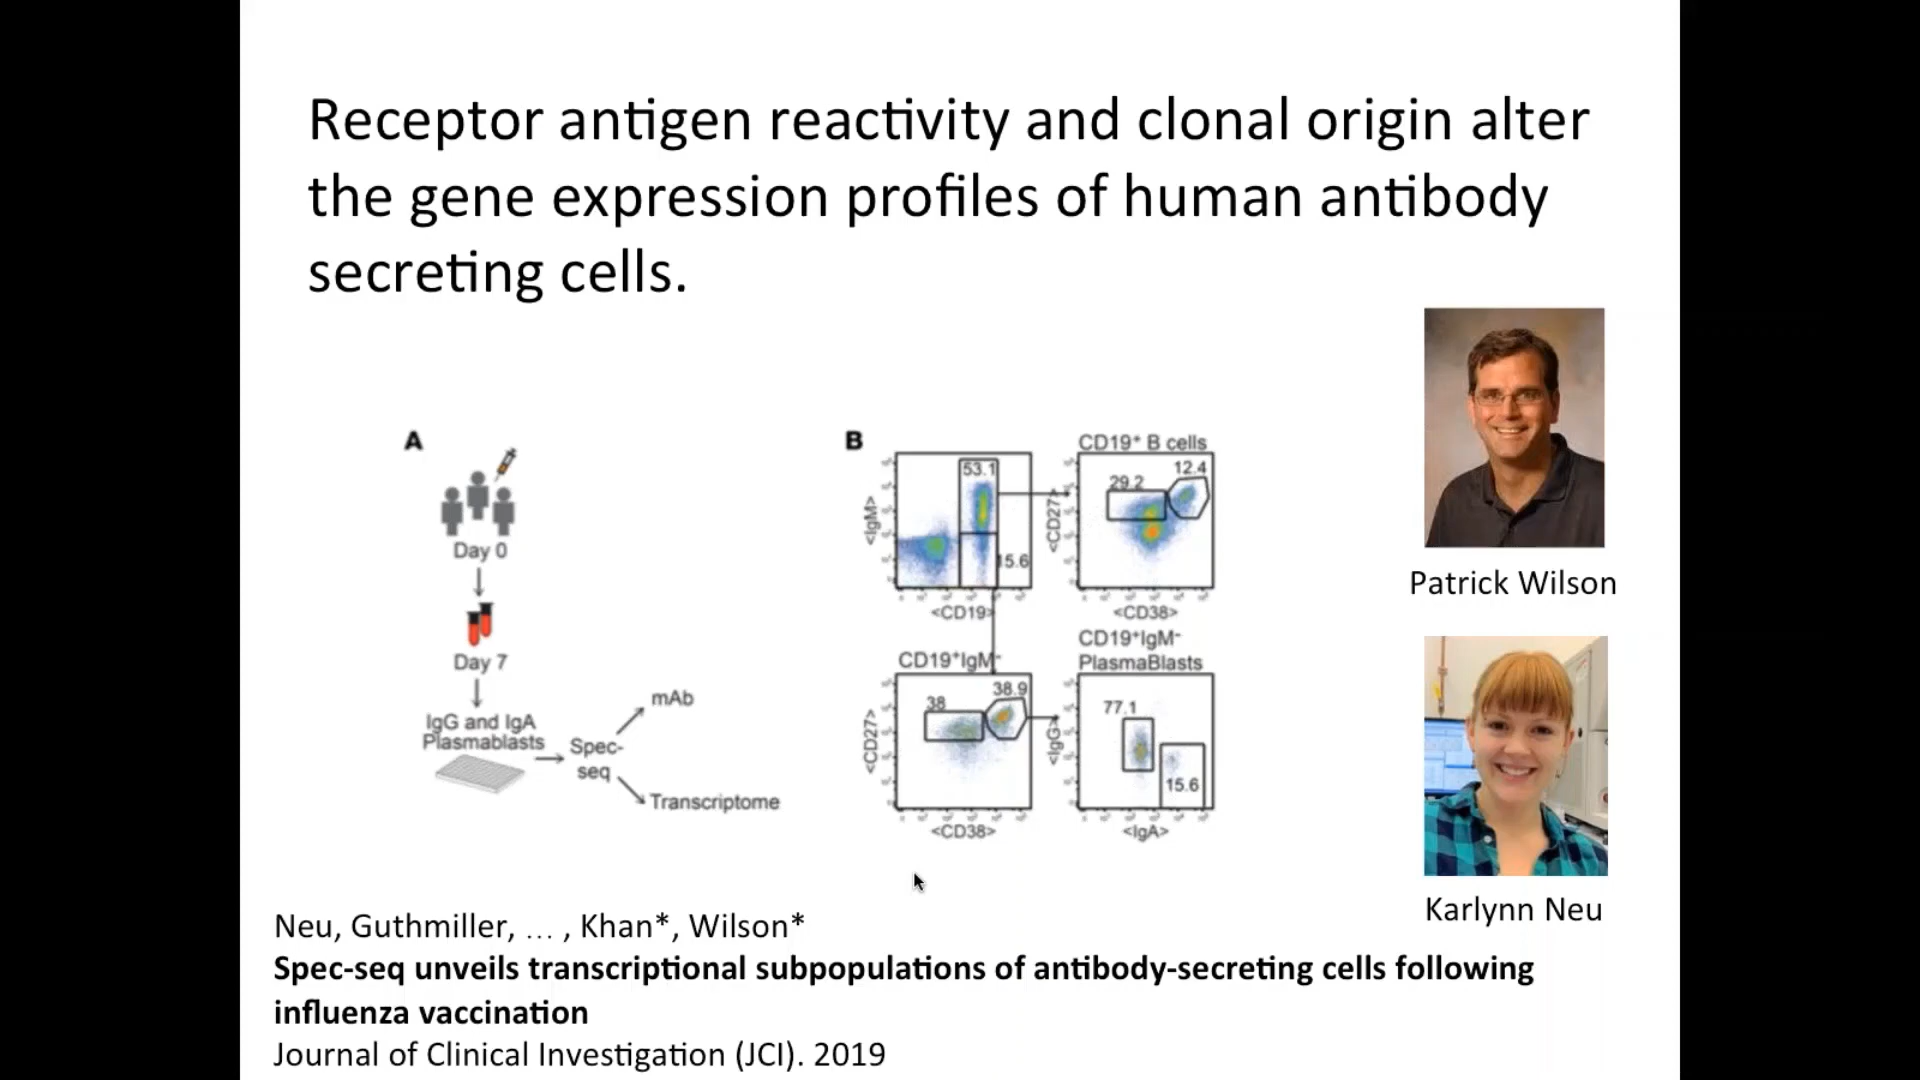 Receptor antigen reactivity and clonal origin alter
the gene expression profiles of human antibody
secreting cells.
A
Day 0
Day 7
IgG and IgA
Plasmablasts
Spec-
seq
mAb
Transcriptome
B
53.1
15.6
<IgM>
<CD19>
CD19⁺ B cells
29.2
12.4
<CD27>
<CD38>
CD19⁺IgM⁻
38
38.9
<CD27>
<CD38>
CD19⁺IgM⁻
PlasmaBlasts
77.1
15.6
<IgG>
<IgA>
Patrick Wilson
Karlynn Neu
Neu, Guthmiller, … , Khan*, Wilson*
Spec-seq unveils transcriptional subpopulations of antibody-secreting cells following
influenza vaccination
Journal of Clinical Investigation (JCI). 2019